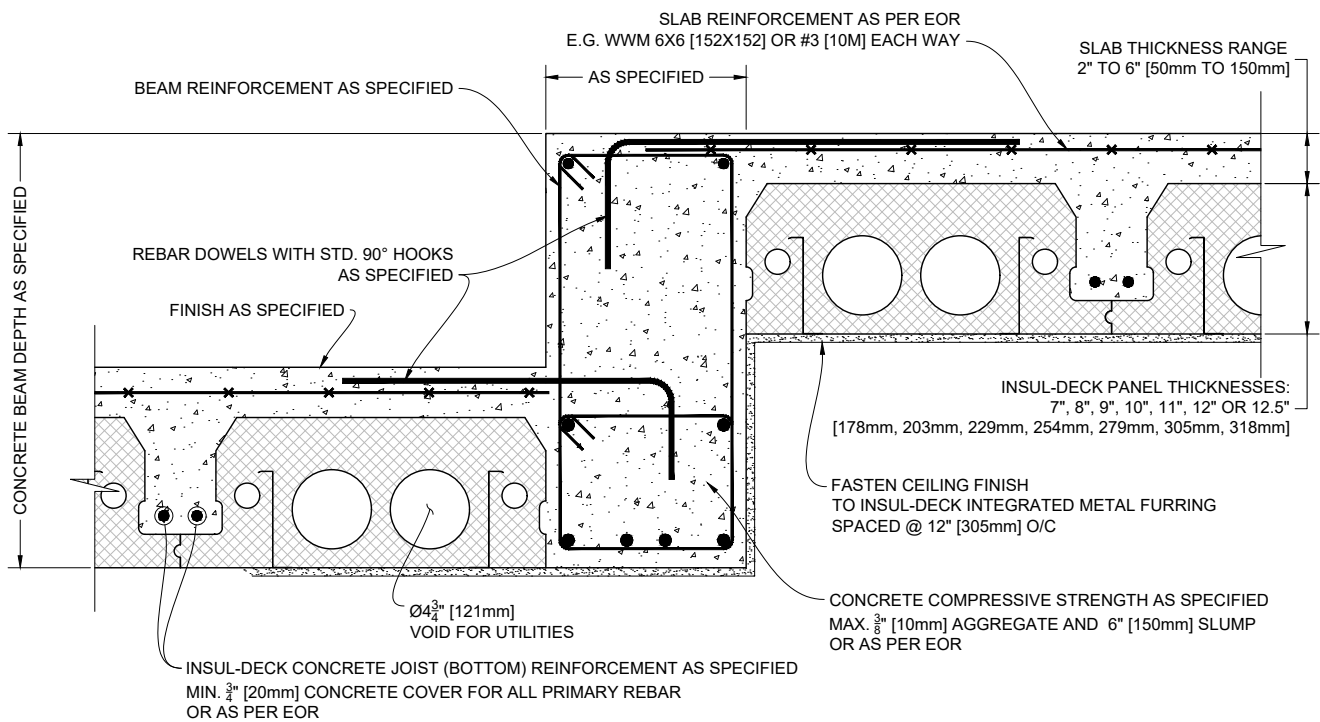 SLAB REINFORCEMENT AS PER EOR
E.G. WWM 6X6 [152X152] OR #3 [10M] EACH WAY
SLAB THICKNESS RANGE
2" TO 6" [50mm TO 150mm]
AS SPECIFIED
BEAM REINFORCEMENT AS SPECIFIED
CONCRETE BEAM DEPTH AS SPECIFIED
REBAR DOWELS WITH STD. 90° HOOKS
AS SPECIFIED
FINISH AS SPECIFIED
INSUL-DECK PANEL THICKNESSES:
7", 8", 9", 10", 11", 12" OR 12.5"
[178mm, 203mm, 229mm, 254mm, 279mm, 305mm, 318mm]
FASTEN CEILING FINISH
TO INSUL-DECK INTEGRATED METAL FURRING
SPACED @ 12" [305mm] O/C
Ø4 3/4" [121mm]
VOID FOR UTILITIES
CONCRETE COMPRESSIVE STRENGTH AS SPECIFIED
MAX. 3/8" [10mm] AGGREGATE AND 6" [150mm] SLUMP
OR AS PER EOR
INSUL-DECK CONCRETE JOIST (BOTTOM) REINFORCEMENT AS SPECIFIED
MIN. 3/4" [20mm] CONCRETE COVER FOR ALL PRIMARY REBAR
OR AS PER EOR